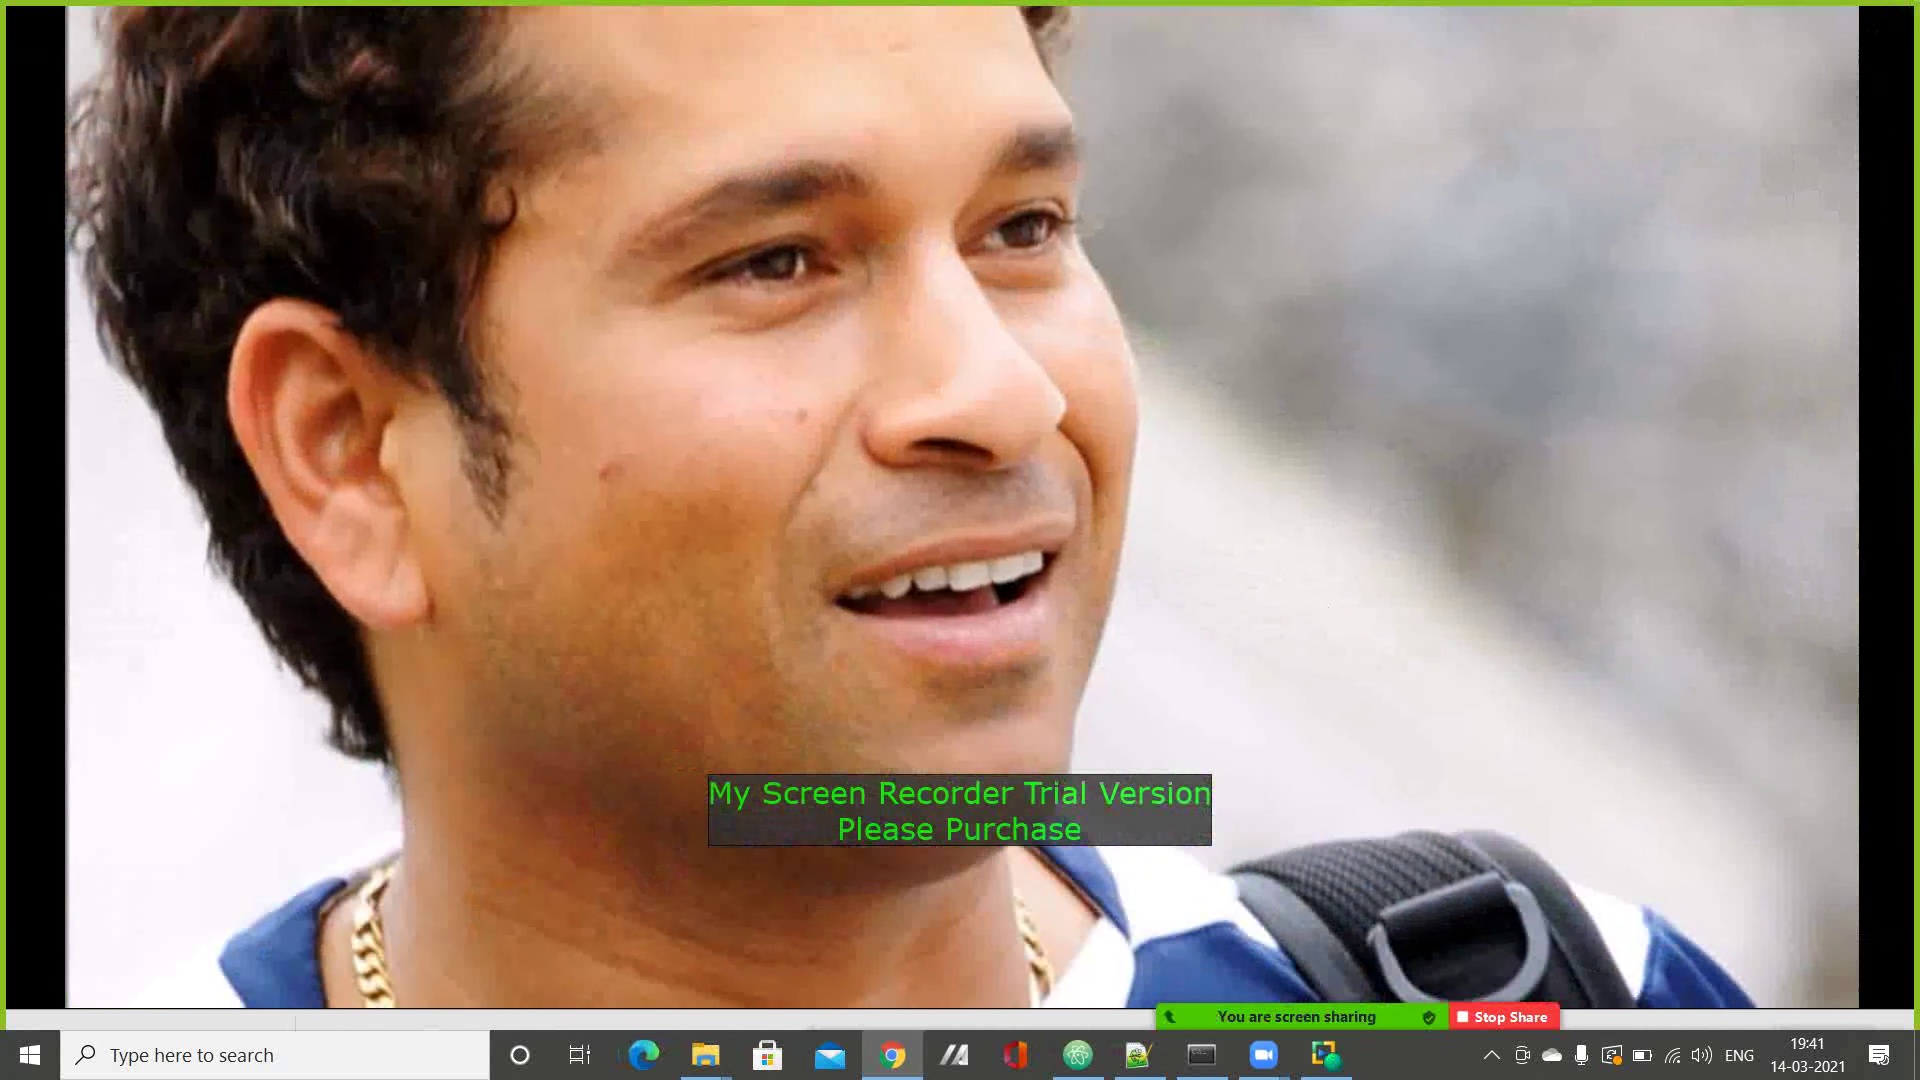 My Screen Recorder Trial Version
Please Purchase
You are screen sharing
Stop Share
Type here to search
ENG
19:41
14-03-2021